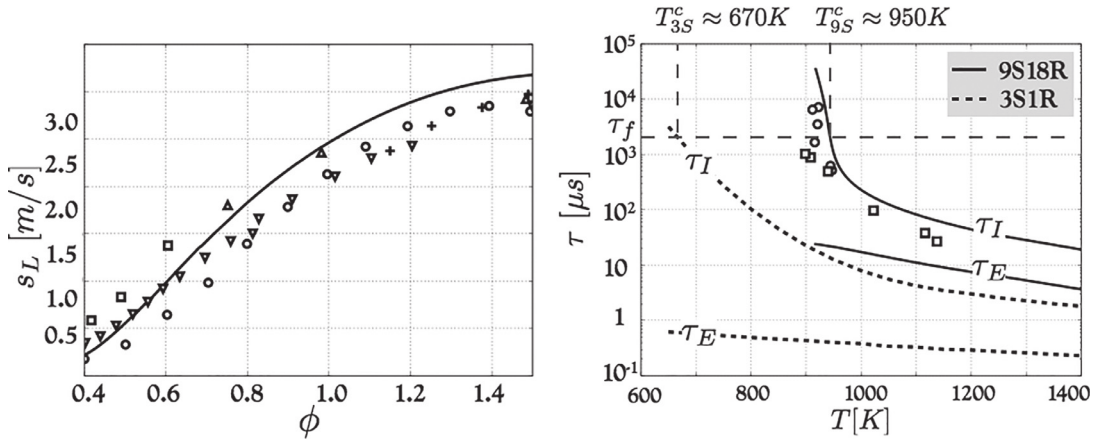 3.0
2.5
2.0
1.5
1.0
0.5
s_L [m/s]
0.4 0.6 0.8 1.0 1.2 1.4
ϕ
T^c_{3S} ≈ 670K
T^c_{9S} ≈ 950K
10^5
10^4
τ_f
10^3
10^2
10
1
10^{-1}
τ [μs]
9S18R
3S1R
τ_I
τ_I
τ_E
τ_E
600 800 1000 1200 1400
T[K]